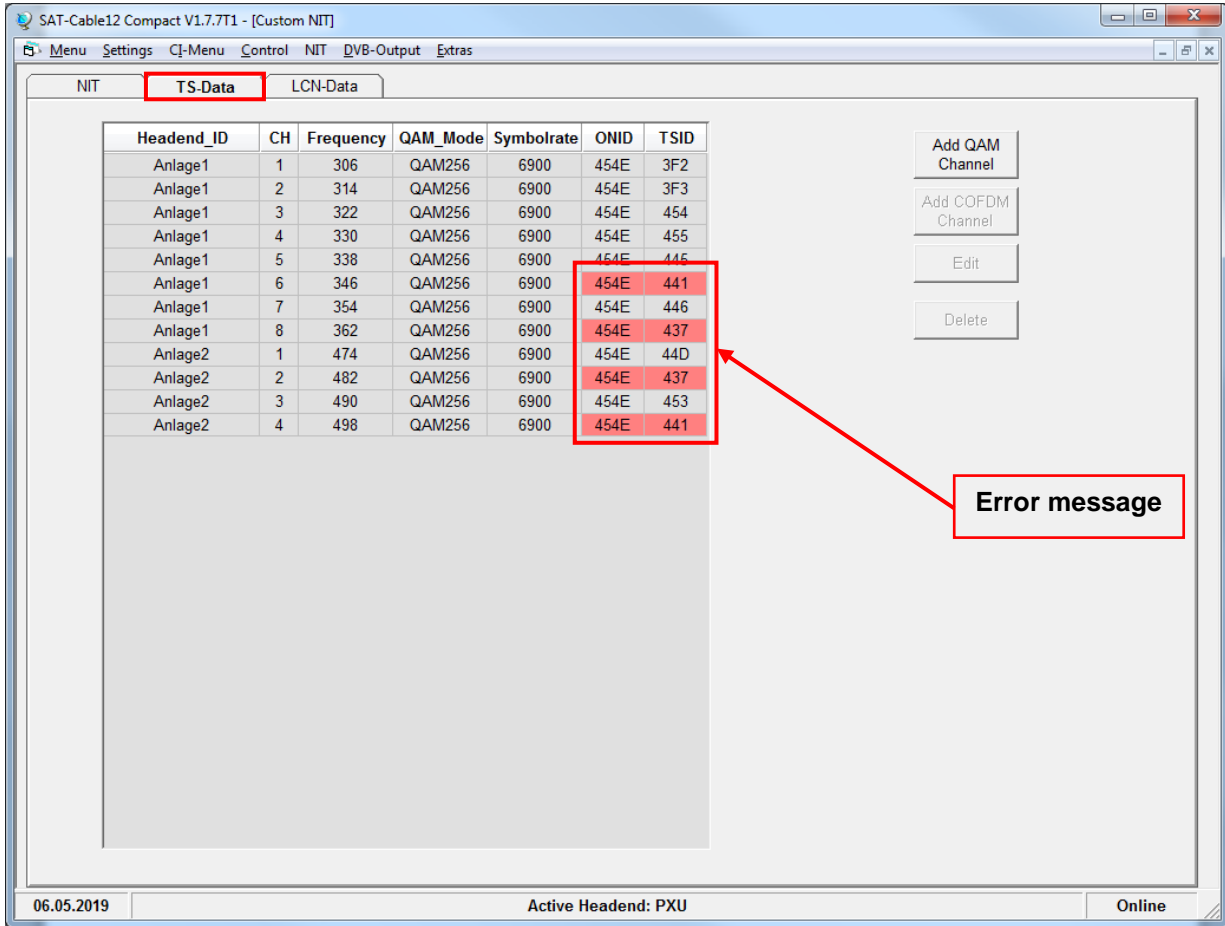 SAT-Cable12 Compact V1.7.7T1 - [Custom NIT]
Menu Settings CI-Menu Control NIT DVB-Output Extras
NIT TS-Data LCN-Data
Headend_ID CH Frequency QAM_Mode Symbolrate ONID TSID
Anlage1 1 306 QAM256 6900 454E 3F2
Anlage1 2 314 QAM256 6900 454E 3F3
Anlage1 3 322 QAM256 6900 454E 454
Anlage1 4 330 QAM256 6900 454E 455
Anlage1 5 338 QAM256 6900 454E 445
Anlage1 6 346 QAM256 6900 454E 441
Anlage1 7 354 QAM256 6900 454E 446
Anlage1 8 362 QAM256 6900 454E 437
Anlage2 1 474 QAM256 6900 454E 44D
Anlage2 2 482 QAM256 6900 454E 437
Anlage2 3 490 QAM256 6900 454E 453
Anlage2 4 498 QAM256 6900 454E 441
Add QAM
Channel
Add COFDM
Channel
Edit
Delete
Error message
06.05.2019 Active Headend: PXU Online